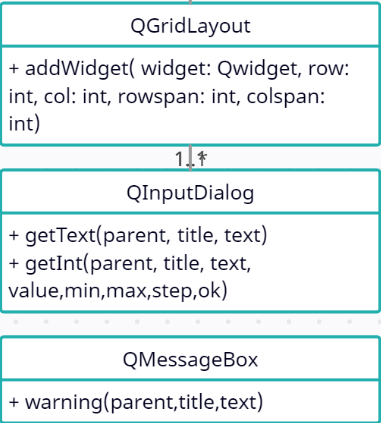 QGridLayout
+ addWidget( widget: Qwidget, row:
int, col: int, rowspan: int, colspan:
int)
1..*
QInputDialog
+ getText(parent, title, text)
+ getInt(parent, title, text,
value,min,max,step,ok)
QMessageBox
+ warning(parent,title,text)